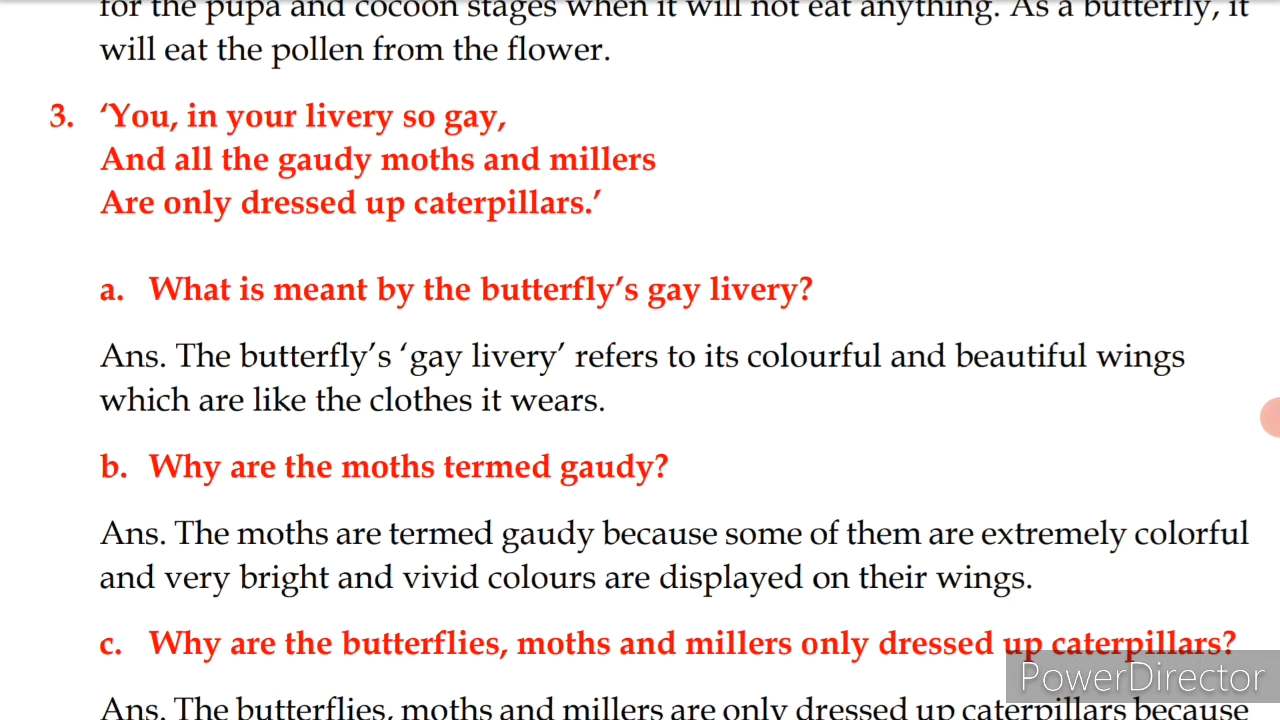 for the pupa and cocoon stages when it will not eat anything. As a butterfly, it
will eat the pollen from the flower.
3. ‘You, in your livery so gay,
And all the gaudy moths and millers
Are only dressed up caterpillars.’
a. What is meant by the butterfly’s gay livery?
Ans. The butterfly’s ‘gay livery’ refers to its colourful and beautiful wings
which are like the clothes it wears.
b. Why are the moths termed gaudy?
Ans. The moths are termed gaudy because some of them are extremely colorful
and very bright and vivid colours are displayed on their wings.
c. Why are the butterflies, moths and millers only dressed up caterpillars?
PowerDirector
Ans. The butterflies, moths and millers are only dressed up caterpillars because